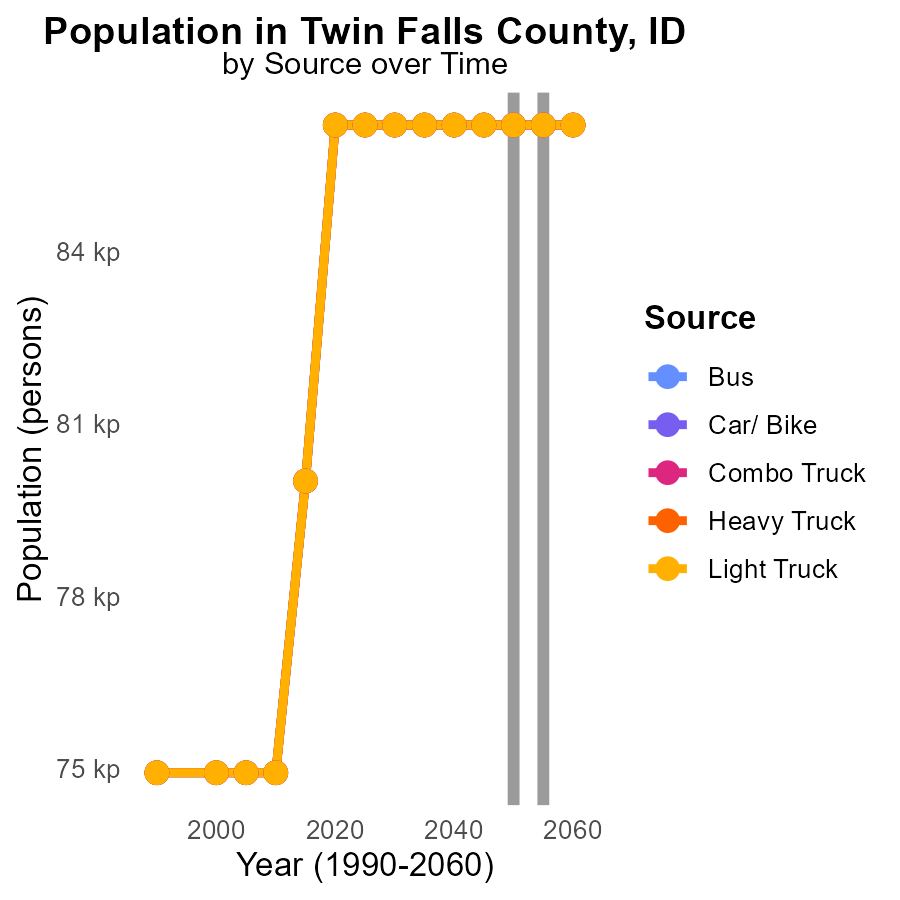 Population in Twin Falls County, ID
by Source over Time
84 kp
81 kp
78 kp
75 kp
Population (persons)
2000 2020 2040 2060
Year (1990-2060)
Source
Bus
Car/ Bike
Combo Truck
Heavy Truck
Light Truck